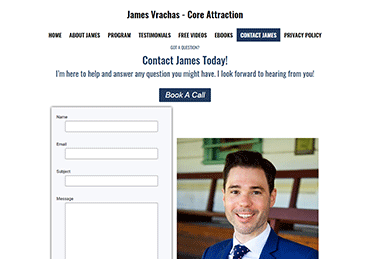 James Vrachas - Core Attraction
HOME ABOUT JAMES PROGRAM TESTIMONIALS FREE VIDEOS EBOOKS CONTACT JAMES PRIVACY POLICY
GOT A QUESTION?
Contact James Today!
I'm here to help and answer any question you might have. I look forward to hearing from you!
Book A Call
Name
Email
Subject
Message